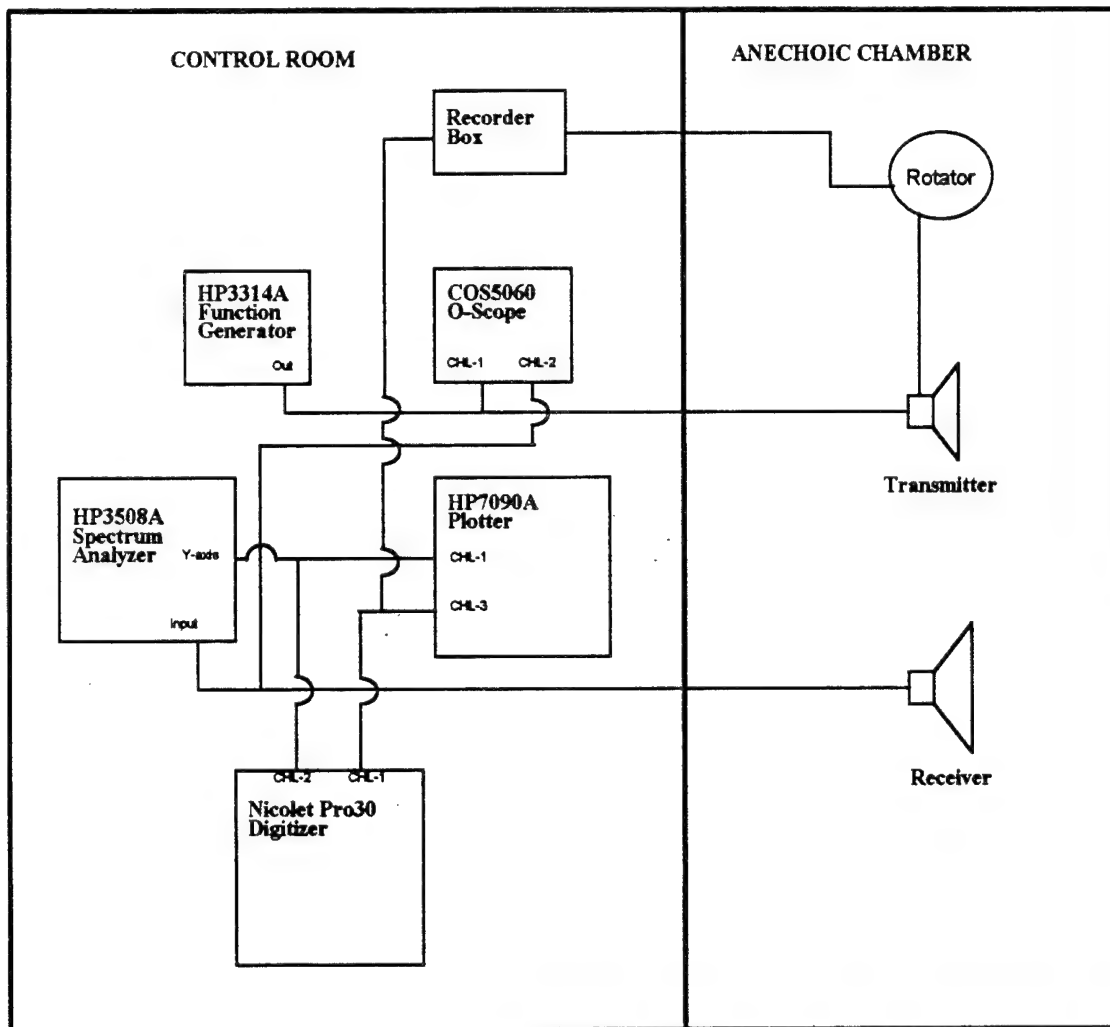 CONTROL ROOM
ANECHOIC CHAMBER
Recorder
Box
Rotator
HP3314A
Function
Generator
Out
COS5060
O-Scope
CHL-1 CHL-2
Transmitter
HP3508A
Spectrum
Analyzer
Y-axis
Input
HP7090A
Plotter
CHL-1
CHL-3
Receiver
CHL-2 CHL-1
Nicolet Pro30
Digitizer